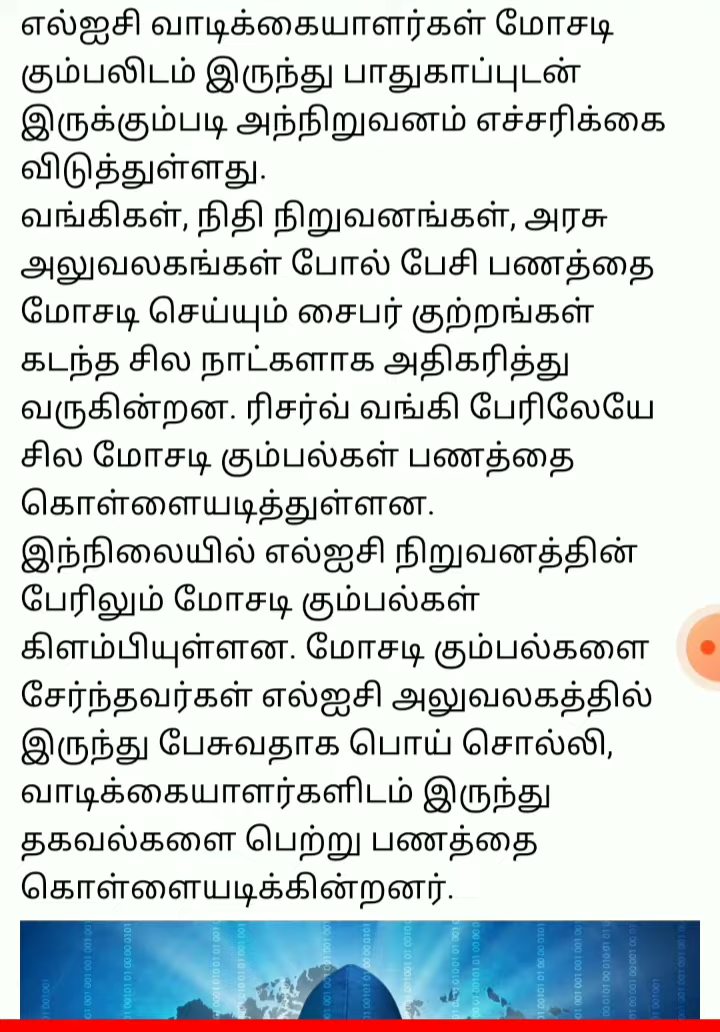 எல்ஐசி வாடிக்கையாளர்கள் மோசடி
கும்பலிடம் இருந்து பாதுகாப்புடன்
இருக்கும்படி அந்நிறுவனம் எச்சரிக்கை
விடுத்துள்ளது.
வங்கிகள், நிதி நிறுவனங்கள், அரசு
அலுவலகங்கள் போல் பேசி பணத்தை
மோசடி செய்யும் சைபர் குற்றங்கள்
கடந்த சில நாட்களாக அதிகரித்து
வருகின்றன. ரிசர்வ் வங்கி பேரிலேயே
சில மோசடி கும்பல்கள் பணத்தை
கொள்ளையடித்துள்ளன.
இந்நிலையில் எல்ஐசி நிறுவனத்தின்
பேரிலும் மோசடி கும்பல்கள்
கிளம்பியுள்ளன. மோசடி கும்பல்களை
சேர்ந்தவர்கள் எல்ஐசி அலுவலகத்தில்
இருந்து பேசுவதாக பொய் சொல்லி,
வாடிக்கையாளர்களிடம் இருந்து
தகவல்களை பெற்று பணத்தை
கொள்ளையடிக்கின்றனர்.